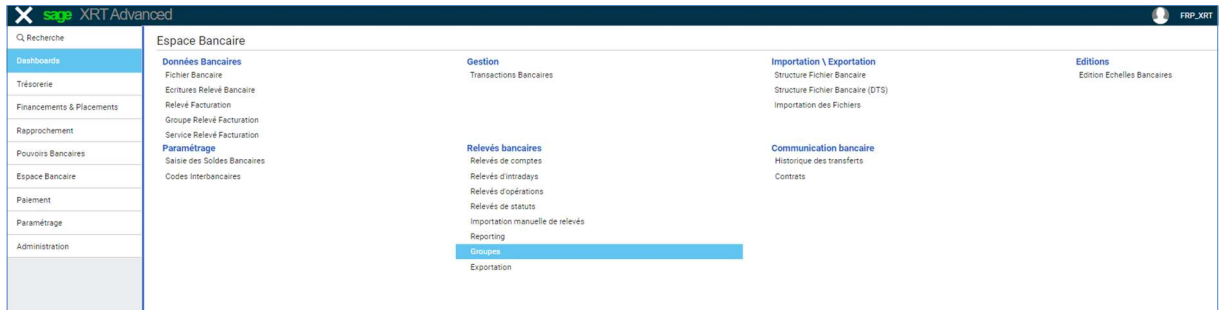 sage XRT Advanced
FRP_XRT
Recherche
Dashboards
Trésorerie
Financements & Placements
Rapprochement
Pouvoirs Bancaires
Espace Bancaire
Paiement
Paramétrage
Administration
Espace Bancaire
Données Bancaires
Fichier Bancaire
Ecritures Relevé Bancaire
Relevé Facturation
Groupe Relevé Facturation
Service Relevé Facturation
Gestion
Transactions Bancaires
Importation \ Exportation
Structure Fichier Bancaire
Structure Fichier Bancaire (DTS)
Importation des Fichiers
Editions
Edition Echelles Bancaires
Paramétrage
Saisie des Soldes Bancaires
Codes Interbancaires
Relevés bancaires
Relevés de comptes
Relevés d'intradays
Relevés d'opérations
Relevés de statuts
Importation manuelle de relevés
Reporting
Groupes
Exportation
Communication bancaire
Historique des transferts
Contrats